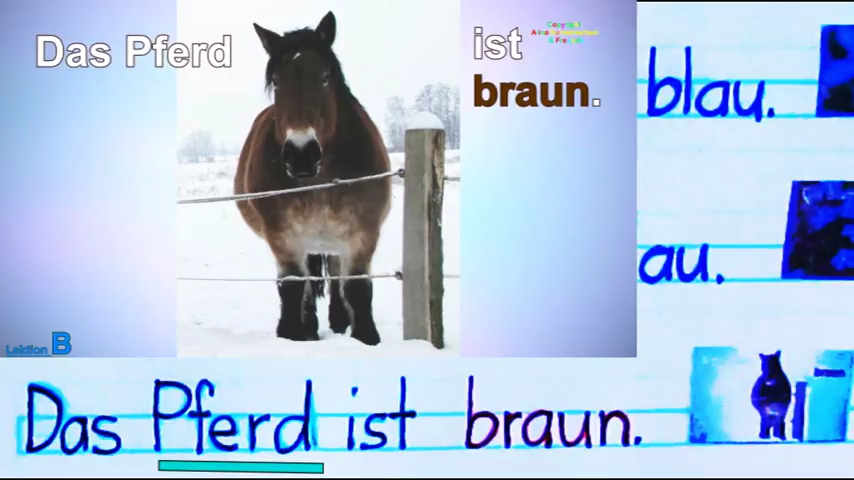 Das Pferd ist
braun.
blau.
au.
Lektion B
Das Pferd ist braun.